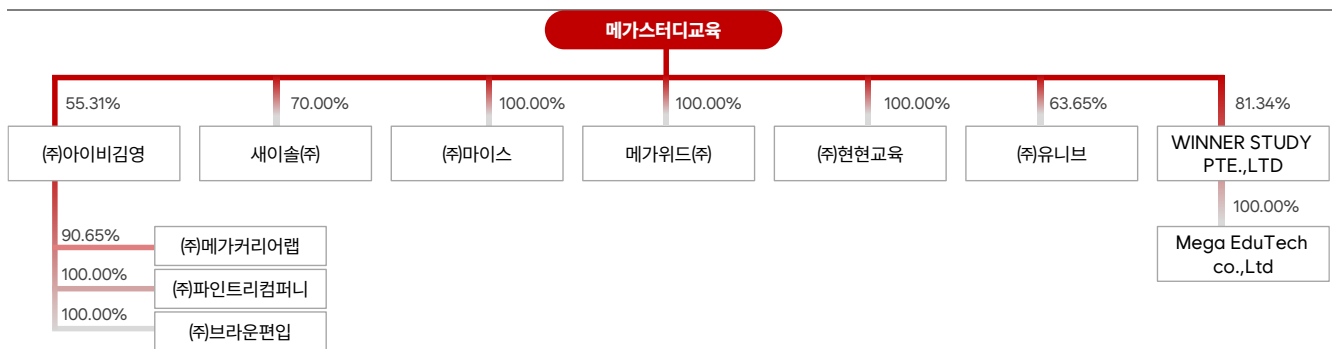 메가스터디교육
55.31%
70.00%
100.00%
100.00%
100.00%
63.65%
81.34%
㈜아이비김영
새이솔㈜
㈜마이스
메가위드㈜
㈜현현교육
㈜유니브
WINNER STUDY
PTE.,LTD
100.00%
Mega EduTech
co.,Ltd
90.65%
㈜메가커리어랩
100.00%
㈜파인트리컴퍼니
100.00%
㈜브라운편입